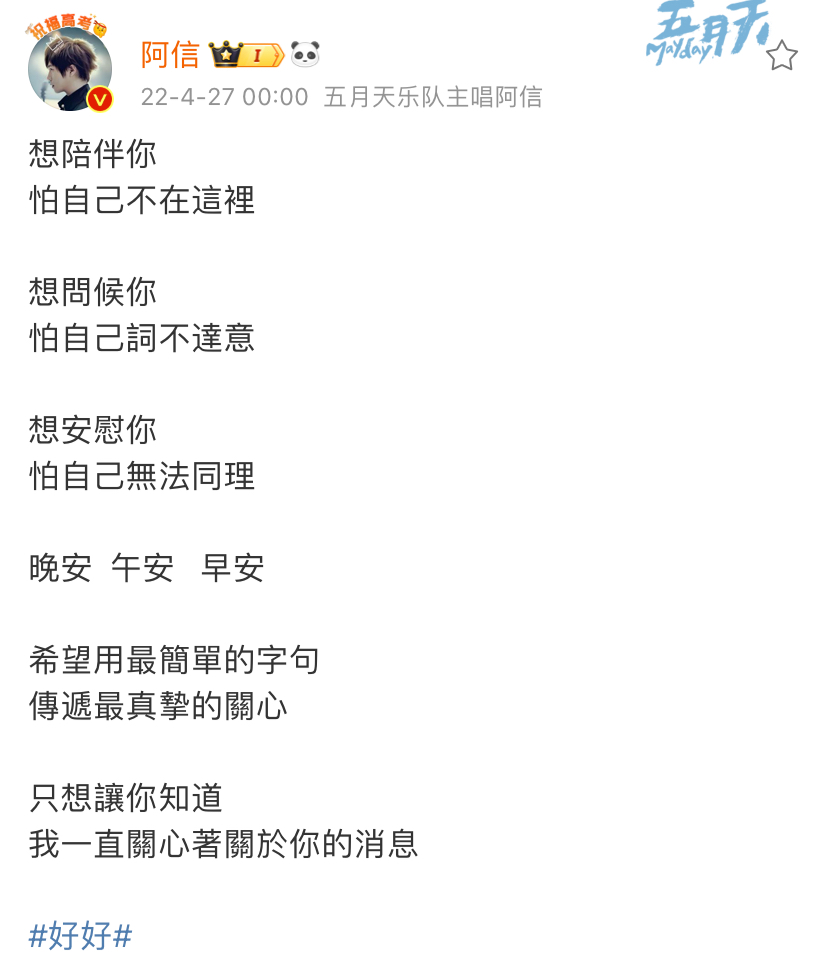 祝福高考
阿信 I
22-4-27 00:00 五月天乐队主唱阿信
五月天
Mayday
想陪伴你
怕自己不在這裡
想問候你
怕自己詞不達意
想安慰你
怕自己無法同理
晚安 午安 早安
希望用最簡單的字句
傳遞最真摯的關心
只想讓你知道
我一直關心著關於你的消息
#好好#